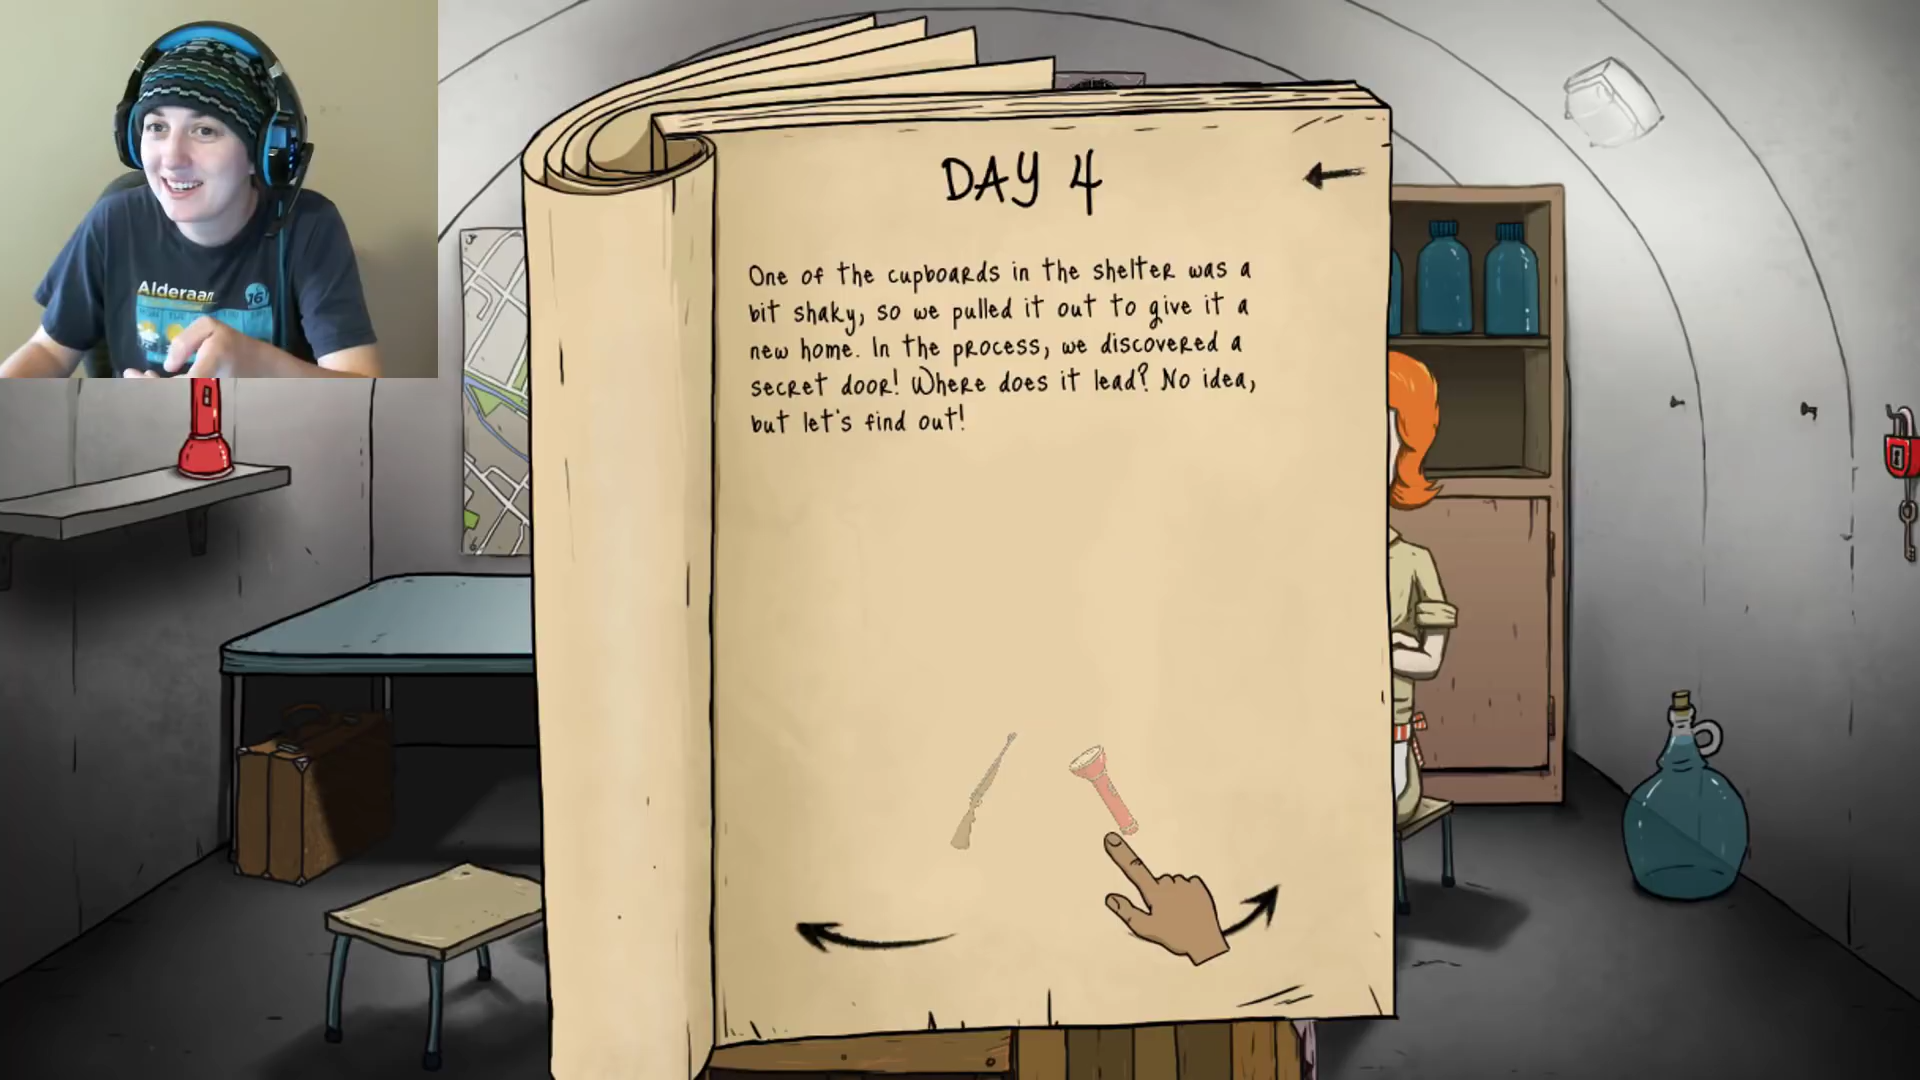 DAY 4
One of the cupboards in the shelter was a
bit shaky, so we pulled it out to give it a
new home. In the process, we discovered a
secret door! Where does it lead? No idea,
but let's find out!
Alderaan
16